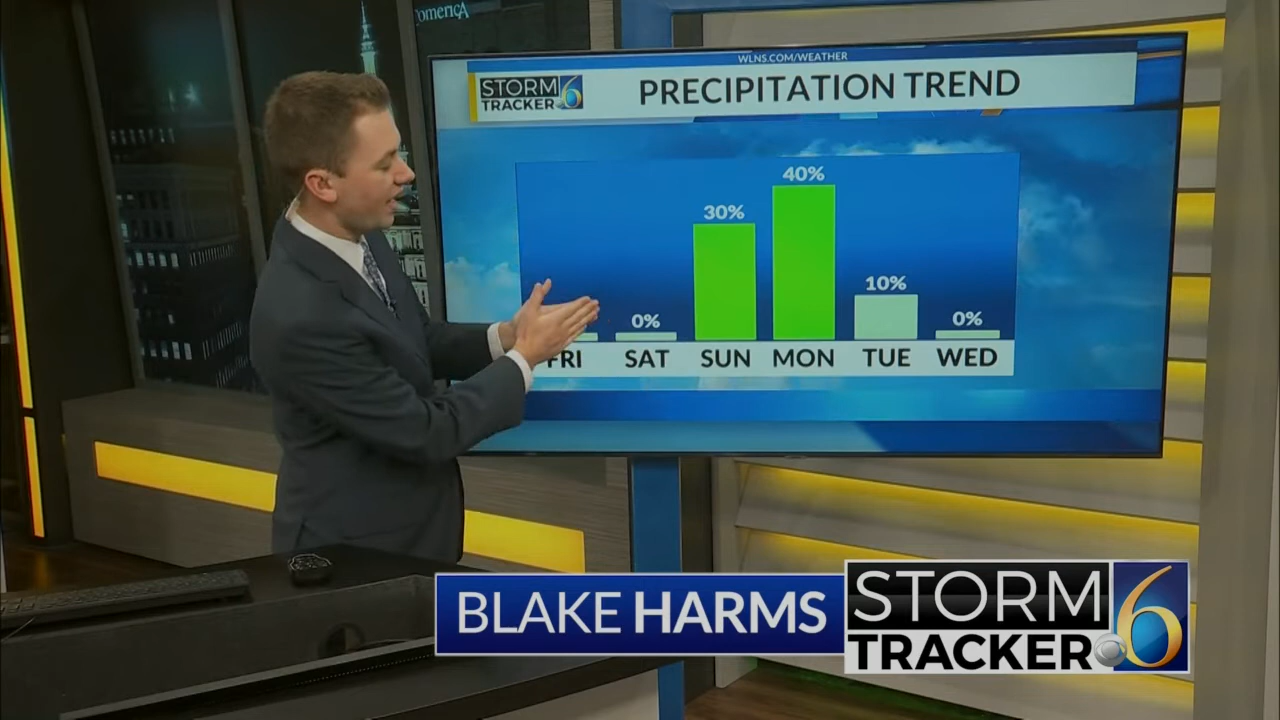 Comerica
WLNS.COM/WEATHER
STORM
TRACKER 6
PRECIPITATION TREND
40%
30%
10%
0%
0%
FRI SAT SUN MON TUE WED
BLAKE HARMS
STORM
TRACKER 6